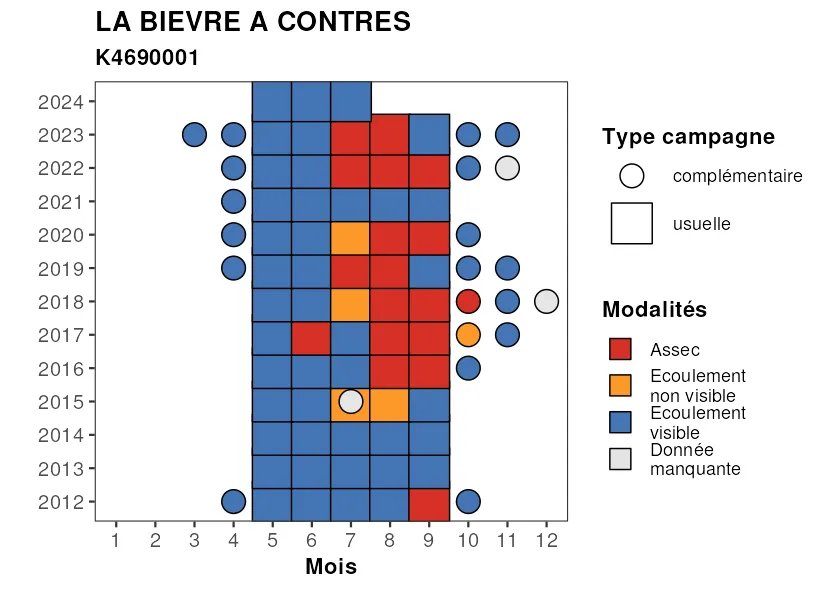 LA BIEVRE A CONTRES
K4690001
2024
2023
2022
2021
2020
2019
2018
2017
2016
2015
2014
2013
2012
1 2 3 4 5 6 7 8 9 10 11 12
Mois
Type campagne
complémentaire
usuelle
Modalités
Assec
Ecoulement
non visible
Ecoulement
visible
Donnée
manquante